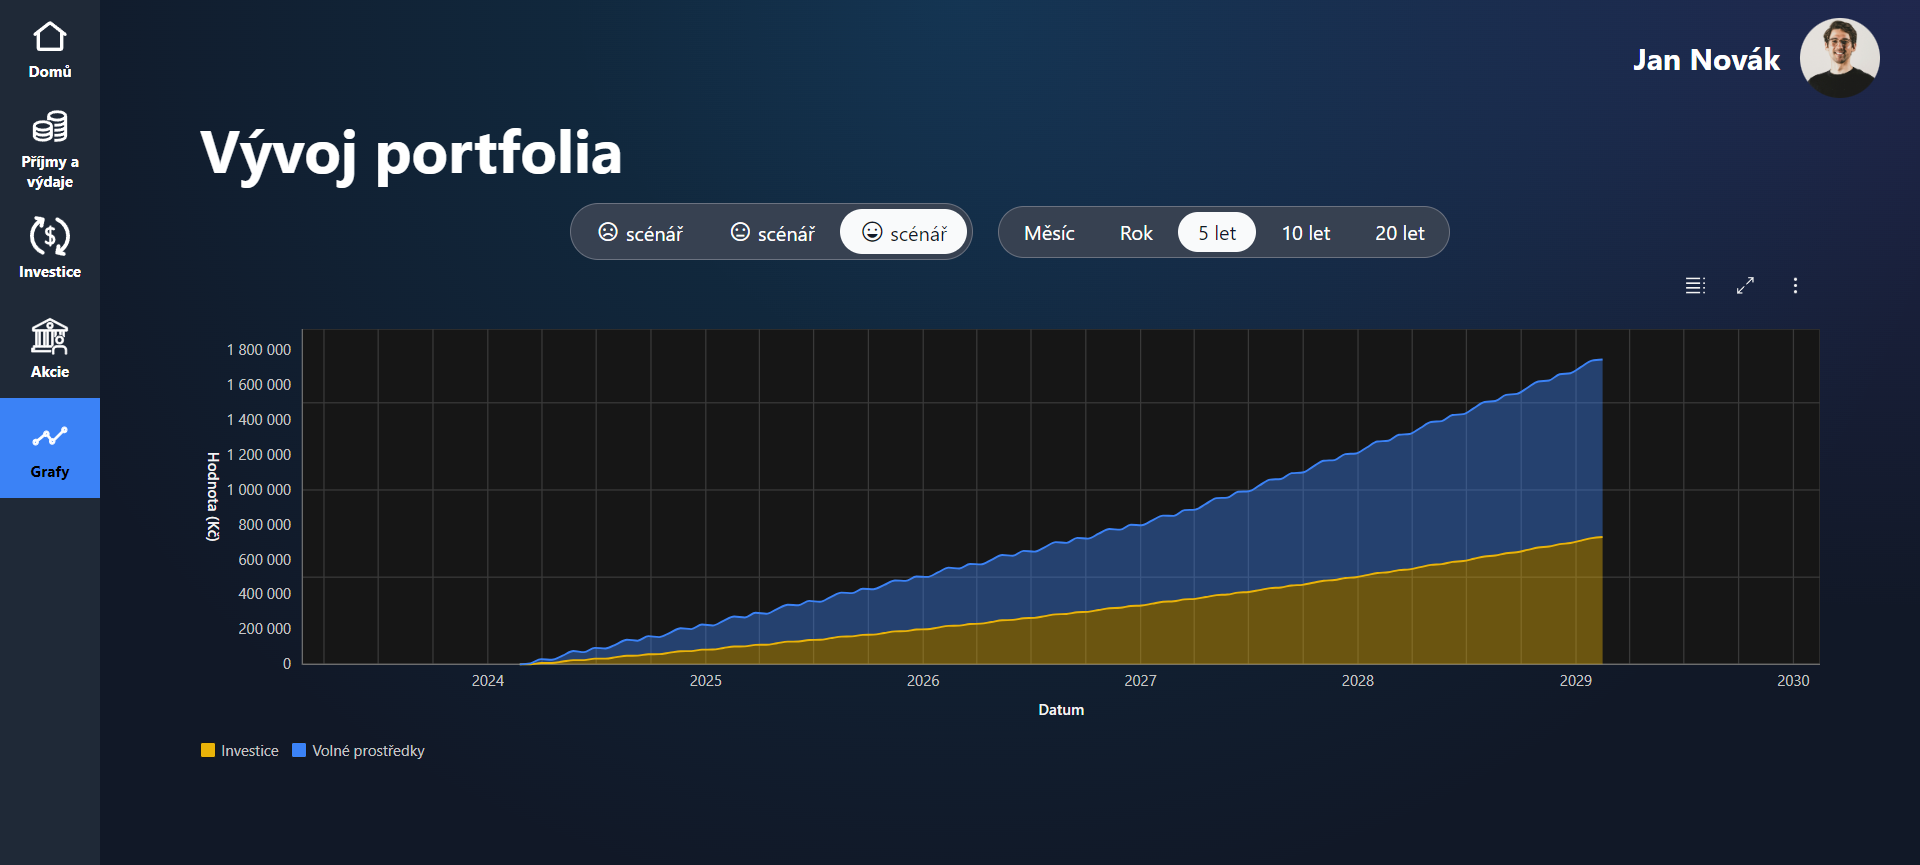 Domů
Příjmy a
výdaje
Investice
Akcie
Grafy
Jan Novák
Vývoj portfolia
scénář
scénář
scénář
Měsíc
Rok
5 let
10 let
20 let
Hodnota (Kč)
1 800 000
1 600 000
1 400 000
1 200 000
1 000 000
800 000
600 000
400 000
200 000
0
2024
2025
2026
2027
2028
2029
2030
Datum
Investice
Volné prostředky